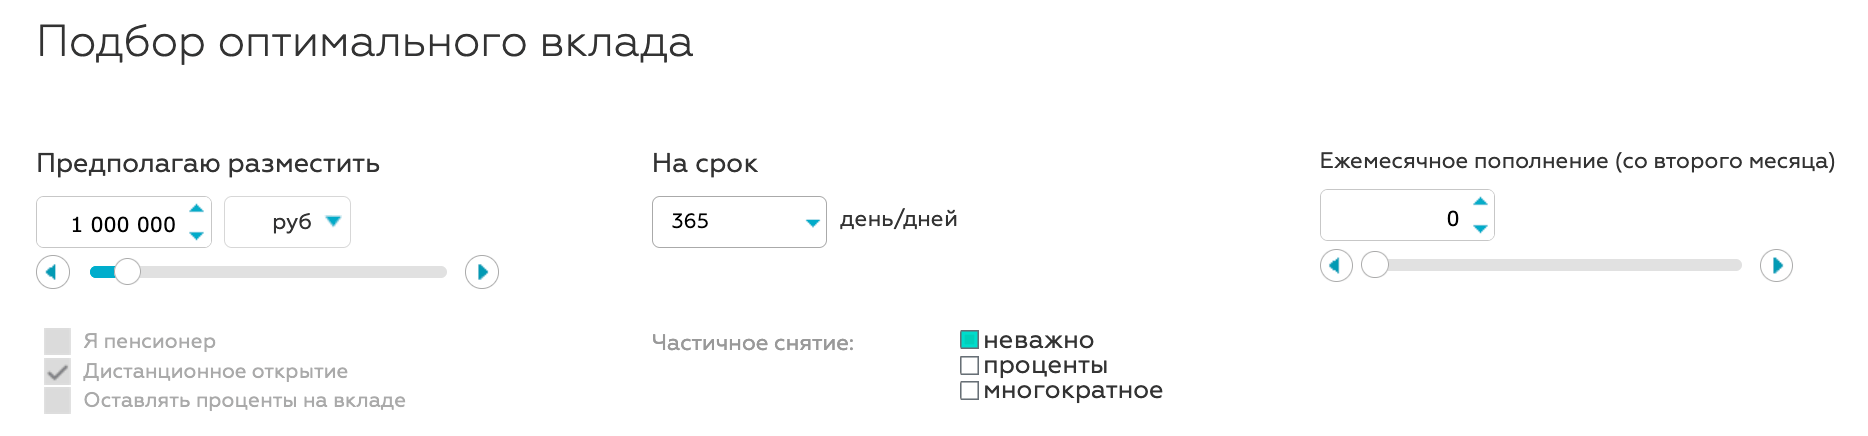 Подбор оптимального вклада
Предполагаю разместить
1 000 000
руб
На срок
365
день/дней
Ежемесячное пополнение (со второго месяца)
0
Я пенсионер
Дистанционное открытие
Оставлять проценты на вкладе
Частичное снятие:
неважно
проценты
многократное